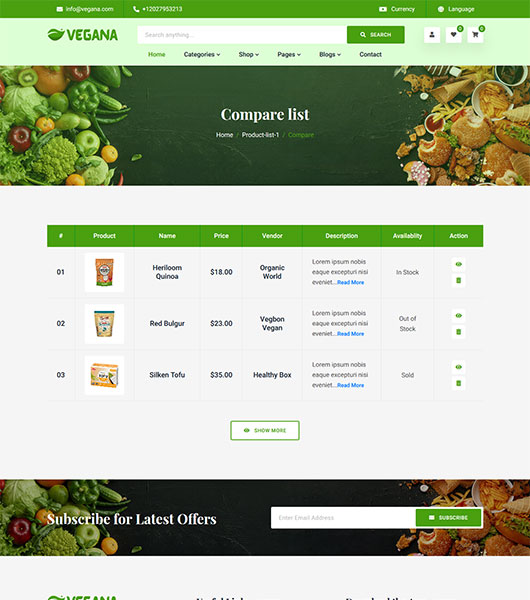 info@vegana.com +12027953213 Currency Language
VEGANA Search anything ... SEARCH 0 0
Home Categories Shop Pages Blogs Contact
Compare list
Home / Product-list-1 / Compare
# Product Name Price Vendor Description Availability Action
01 Heriloom Quinoa $18.00 Organic World Lorem ipsum nobis eaque excepturi nisi eveniet...Read More In Stock
02 Red Bulgur $23.00 Vegbon Vegan Lorem ipsum nobis eaque excepturi nisi eveniet...Read More Out of Stock
03 Silken Tofu $35.00 Healthy Box Lorem ipsum nobis eaque excepturi nisi eveniet...Read More Sold
SHOW MORE
Subscribe for Latest Offers Enter Email Address SUBSCRIBE
VEGANA